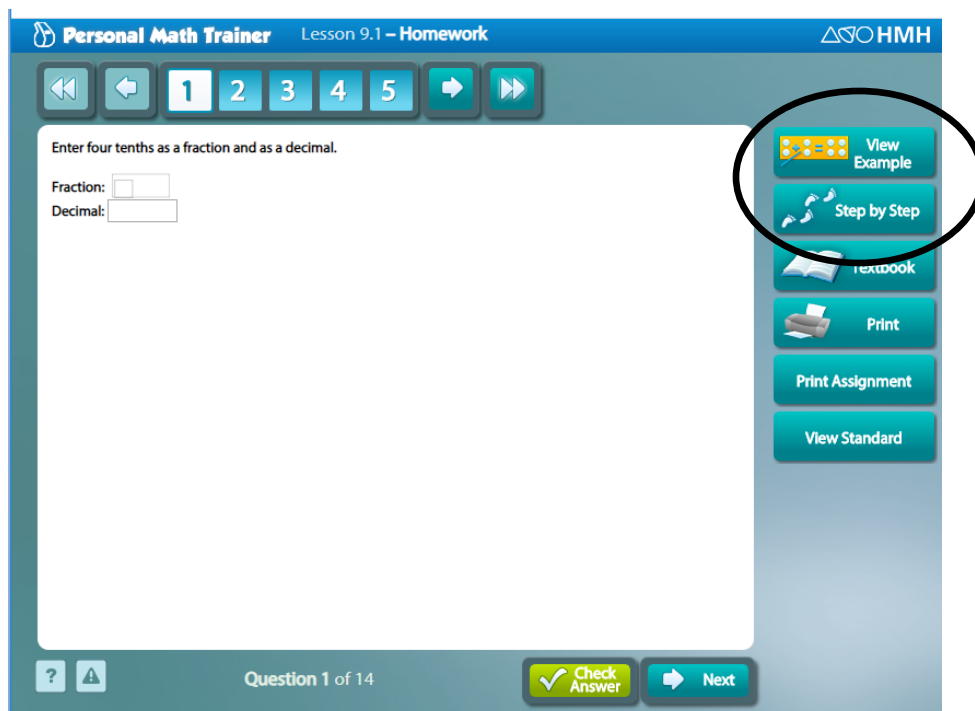 Personal Math Trainer Lesson 9.1 – Homework HMH
1 2 3 4 5
Enter four tenths as a fraction and as a decimal.
Fraction:
Decimal:
View
Example
Step by Step
Textbook
Print
Print Assignment
View Standard
? Question 1 of 14 Check
Answer Next